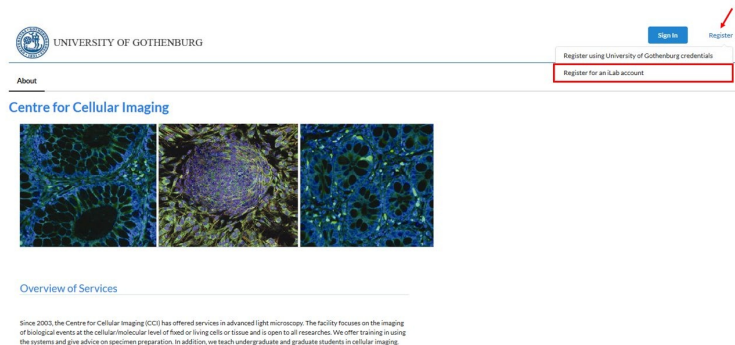 UNIVERSITY OF GOTHENBURG
Sign In
Register
Register using University of Gothenburg credentials
Register for an iLab account
About
Centre for Cellular Imaging
Overview of Services
Since 2003, the Centre for Cellular Imaging (CCI) has offered services in advanced light microscopy. The facility focuses on the imaging
of biological events at the cellular/molecular level of fixed or living cells or tissue and is open to all researches. We offer training in using
the systems and give advice on specimen preparation. In addition, we teach undergraduate and graduate students in cellular imaging.